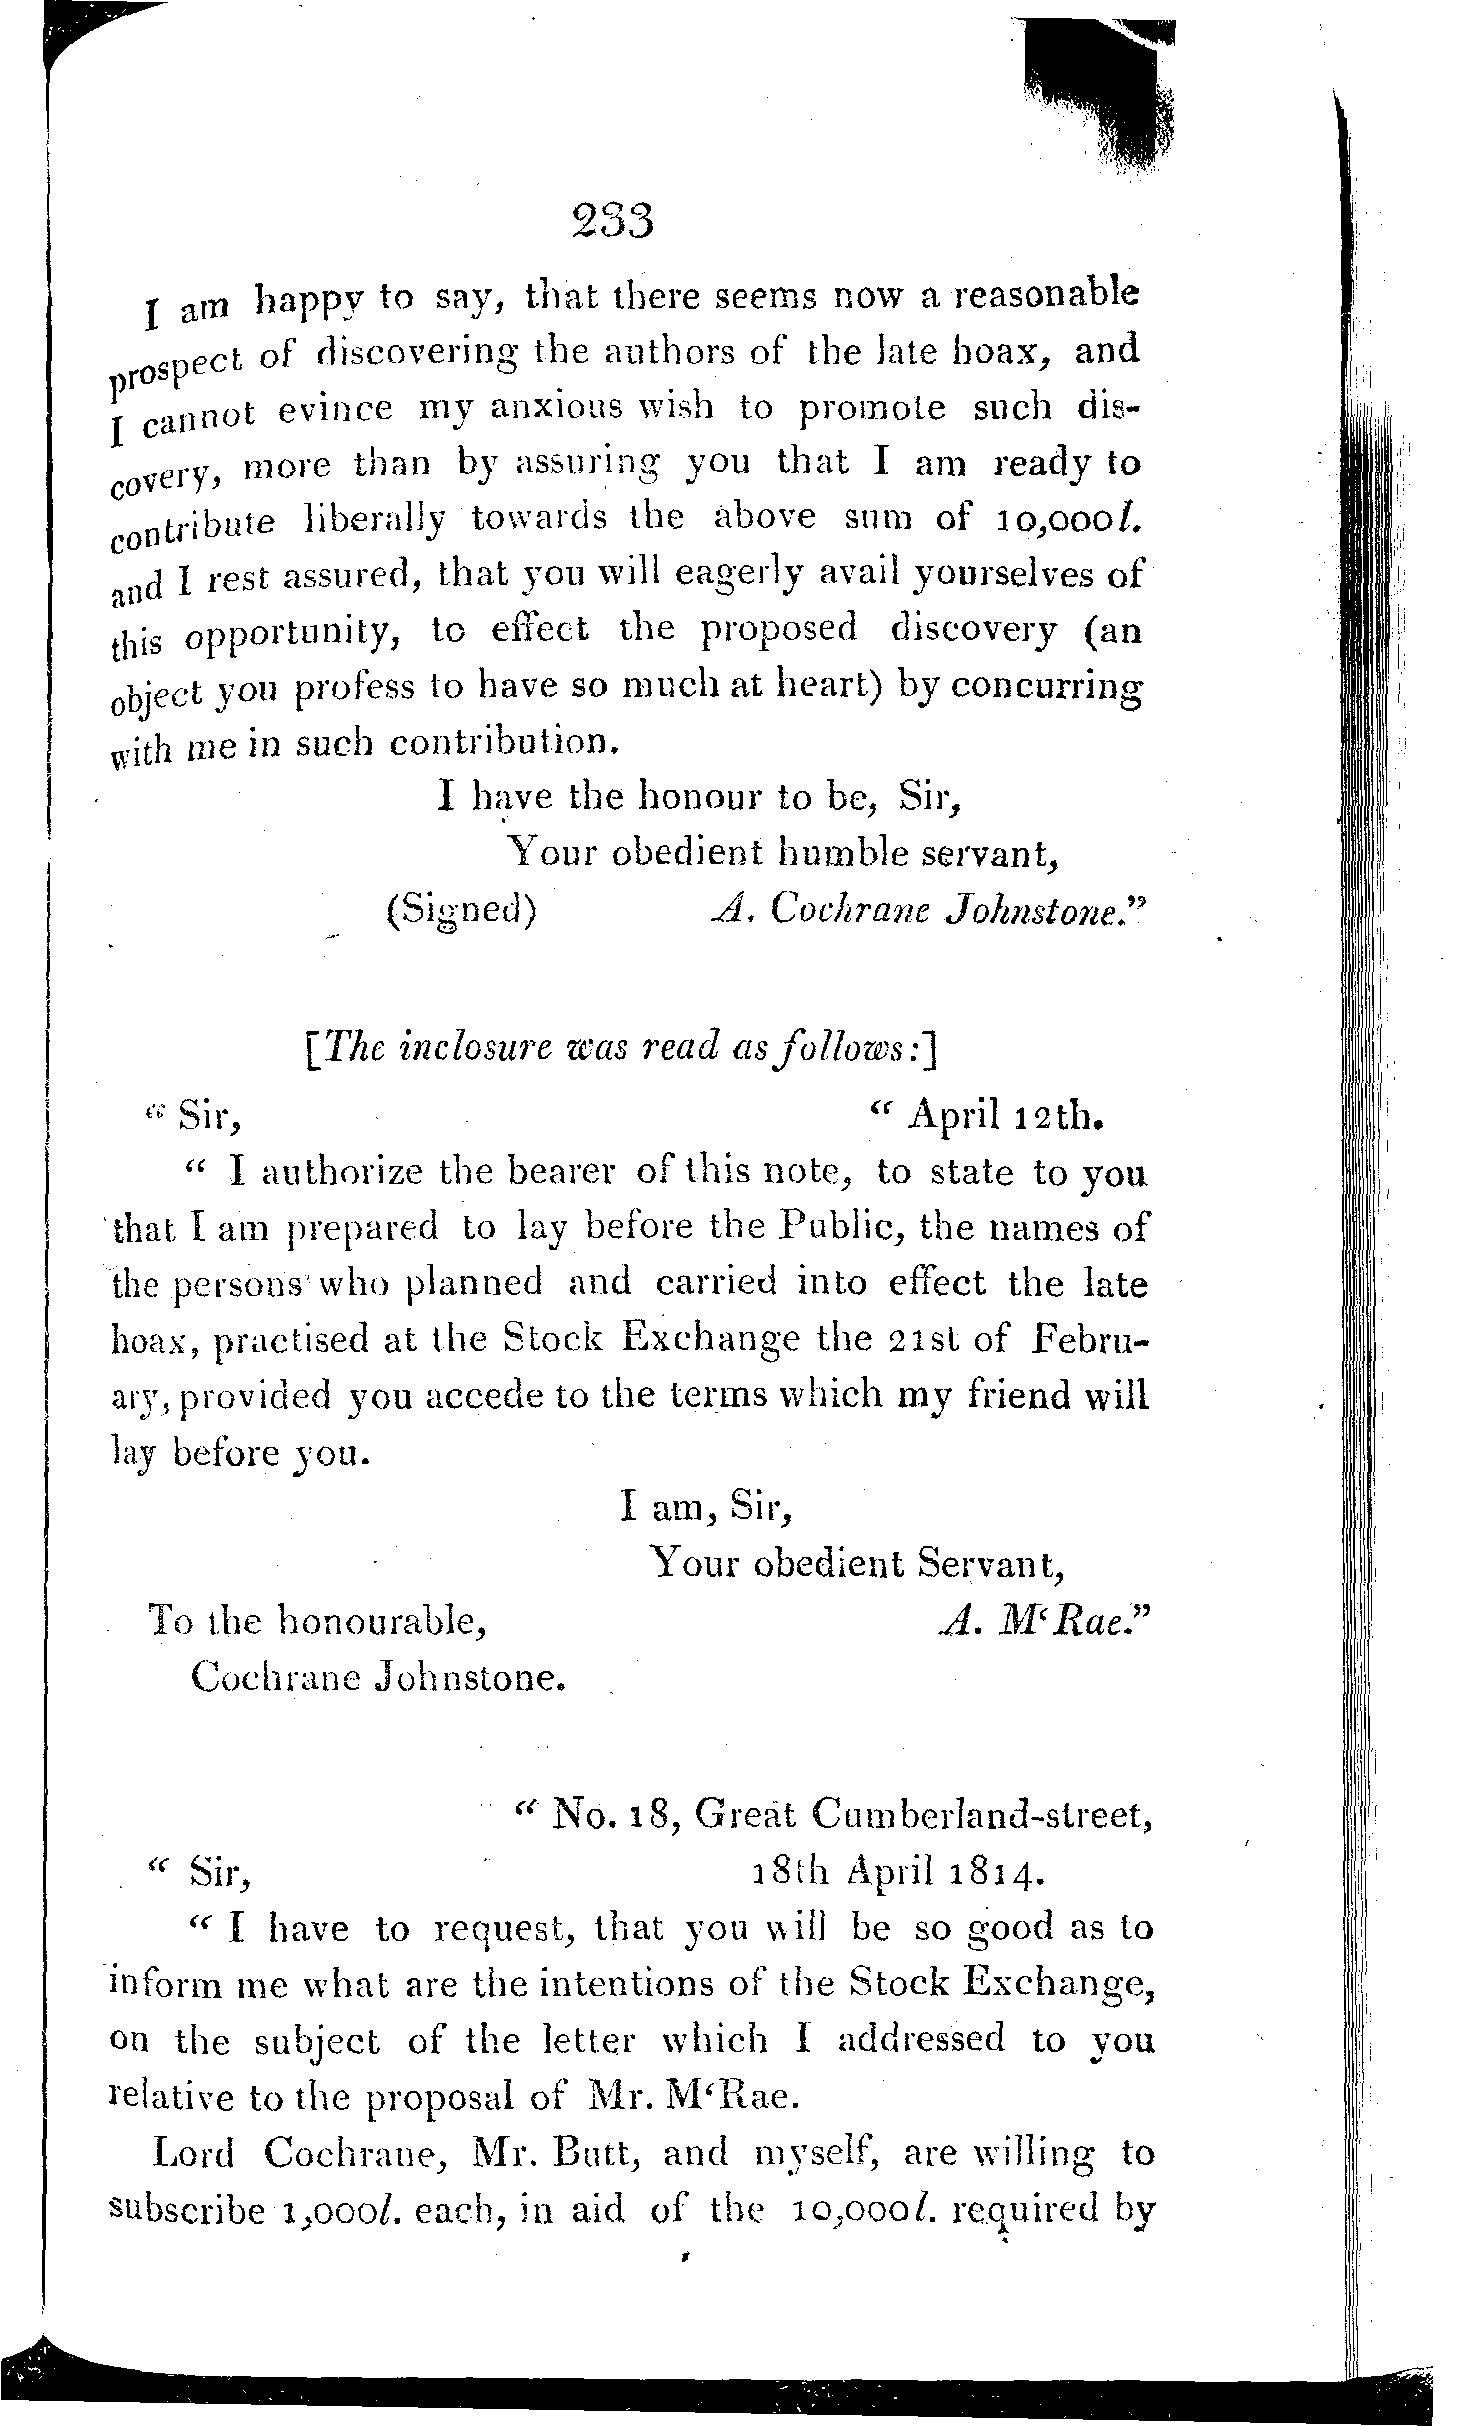 233
I am happy to say, that there seems now a reasonable
prospect of discovering the authors of the late hoax, and
I cannot evince my anxious wish to promote such dis-
covery, more than by assuring you that I am ready to
contribute liberally towards the above sum of 10,000l.
and I rest assured, that you will eagerly avail yourselves of
this opportunity, to effect the proposed discovery (an
object you profess to have so much at heart) by concurring
with me in such contribution.
I have the honour to be, Sir,
Your obedient humble servant,
(Signed) A. Cochrane Johnstone.”
[The inclosure was read as follows:]
“ Sir, “ April 12th.
“ I authorize the bearer of this note, to state to you
that I am prepared to lay before the Public, the names of
the persons who planned and carried into effect the late
hoax, practised at the Stock Exchange the 21st of Febru-
ary, provided you accede to the terms which my friend will
lay before you.
I am, Sir,
Your obedient Servant,
To the honourable, A. M‘Rae.”
Cochrane Johnstone.
“ No. 18, Great Cumberland-street,
“ Sir, 18th April 1814.
“ I have to request, that you will be so good as to
inform me what are the intentions of the Stock Exchange,
on the subject of the letter which I addressed to you
relative to the proposal of Mr. M‘Rae.
Lord Cochrane, Mr. Butt, and myself, are willing to
subscribe 1,000l. each, in aid of the 10,000l. required by